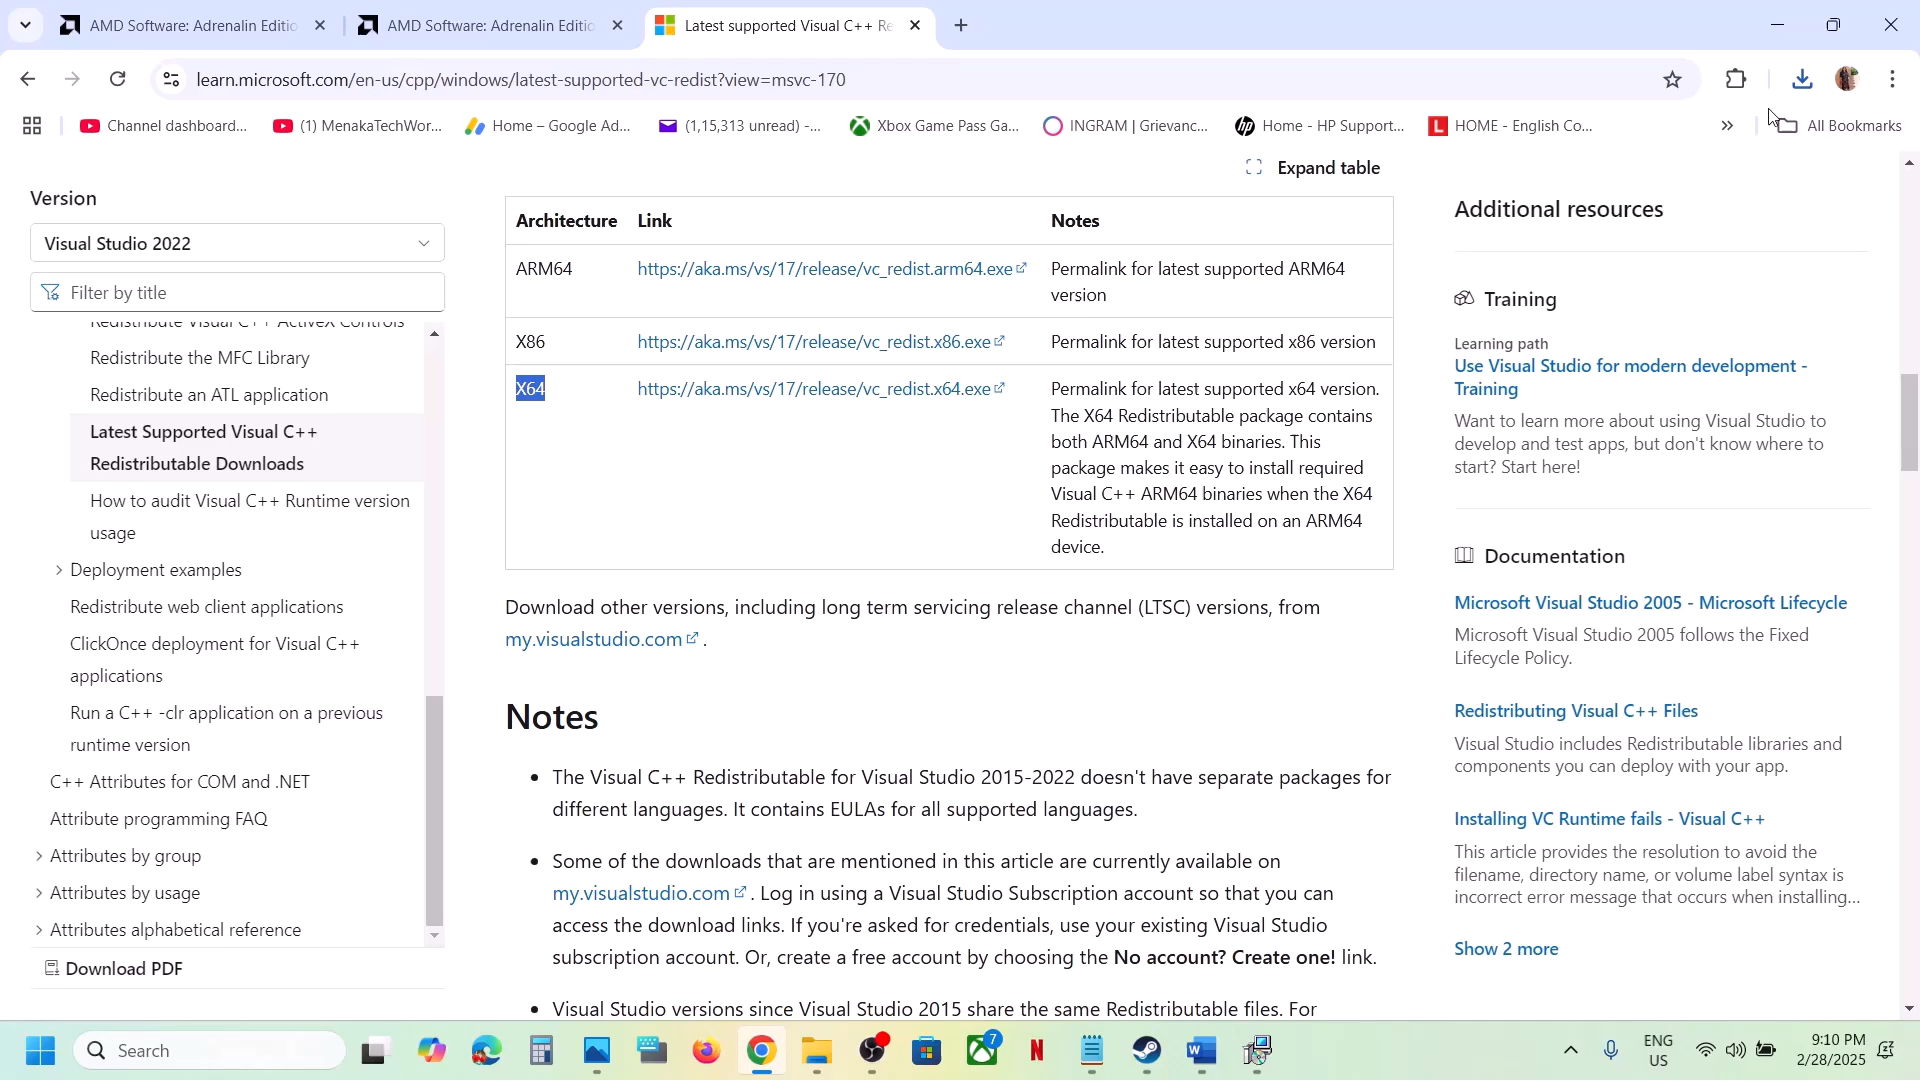 AMD Software: Adrenalin Editio
AMD Software: Adrenalin Editio
Latest supported Visual C++ Re
learn.microsoft.com/en-us/cpp/windows/latest-supported-vc-redist?view=msvc-170
Channel dashboard...
(1) MenakaTechWor...
Home – Google Ad...
(1,15,313 unread) -...
Xbox Game Pass Ga...
INGRAM | Grievanc...
Home - HP Support...
HOME - English Co...
All Bookmarks
Version
Visual Studio 2022
Filter by title
Redistribute Visual C++ ActiveX Controls
Redistribute the MFC Library
Redistribute an ATL application
Latest Supported Visual C++
Redistributable Downloads
How to audit Visual C++ Runtime version
usage
Deployment examples
Redistribute web client applications
ClickOnce deployment for Visual C++
applications
Run a C++ -clr application on a previous
runtime version
C++ Attributes for COM and .NET
Attribute programming FAQ
Attributes by group
Attributes by usage
Attributes alphabetical reference
Download PDF
Expand table
Architecture Link Notes
ARM64 https://aka.ms/vs/17/release/vc_redist.arm64.exe Permalink for latest supported ARM64
version
X86 https://aka.ms/vs/17/release/vc_redist.x86.exe Permalink for latest supported x86 version
X64 https://aka.ms/vs/17/release/vc_redist.x64.exe Permalink for latest supported x64 version.
The X64 Redistributable package contains
both ARM64 and X64 binaries. This
package makes it easy to install required
Visual C++ ARM64 binaries when the X64
Redistributable is installed on an ARM64
device.
Download other versions, including long term servicing release channel (LTSC) versions, from
my.visualstudio.com .
Notes
• The Visual C++ Redistributable for Visual Studio 2015-2022 doesn't have separate packages for
different languages. It contains EULAs for all supported languages.
• Some of the downloads that are mentioned in this article are currently available on
my.visualstudio.com . Log in using a Visual Studio Subscription account so that you can
access the download links. If you're asked for credentials, use your existing Visual Studio
subscription account. Or, create a free account by choosing the No account? Create one! link.
• Visual Studio versions since Visual Studio 2015 share the same Redistributable files. For
Additional resources
Training
Learning path
Use Visual Studio for modern development -
Training
Want to learn more about using Visual Studio to
develop and test apps, but don't know where to
start? Start here!
Documentation
Microsoft Visual Studio 2005 - Microsoft Lifecycle
Microsoft Visual Studio 2005 follows the Fixed
Lifecycle Policy.
Redistributing Visual C++ Files
Visual Studio includes Redistributable libraries and
components you can deploy with your app.
Installing VC Runtime fails - Visual C++
This article provides the resolution to avoid the
filename, directory name, or volume label syntax is
incorrect error message that occurs when installing...
Show 2 more
Search
7
ENG
US
9:10 PM
2/28/2025